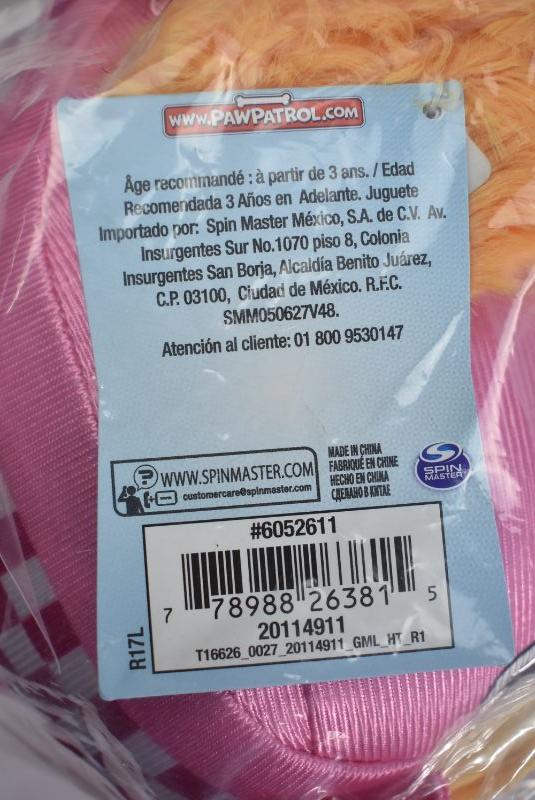 WWW.PAWPATROL.COM
Âge recommandé : à partir de 3 ans. / Edad
Recomendada 3 Años en Adelante. Juguete
Importado por: Spin Master México, S.A. de C.V. Av.
Insurgentes Sur No.1070 piso 8, Colonia
Insurgentes San Borja, Alcaldía Benito Juárez,
C.P. 03100, Ciudad de México. R.F.C.
SMM050627V48.
Atención al cliente: 01 800 9530147
WWW.SPINMASTER.COM
customercare@spinmaster.com
MADE IN CHINA
FABRIQUÉ EN CHINE
HECHO EN CHINA
СДЕЛАНО В КИТАЕ
SPIN
MASTER
#6052611
7 78988 26381 5
20114911
T16626_0027_20114911_GML_HT_R1
R17L